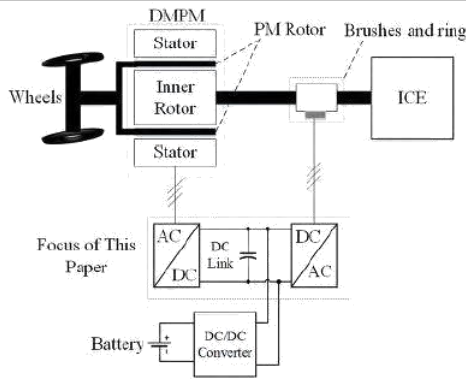 DMPM
Stator
PM Rotor
Brushes and ring
Wheels
Inner
Rotor
ICE
Stator
Focus of This
Paper
AC
DC
DC
Link
DC
AC
Battery
DC/DC
Converter